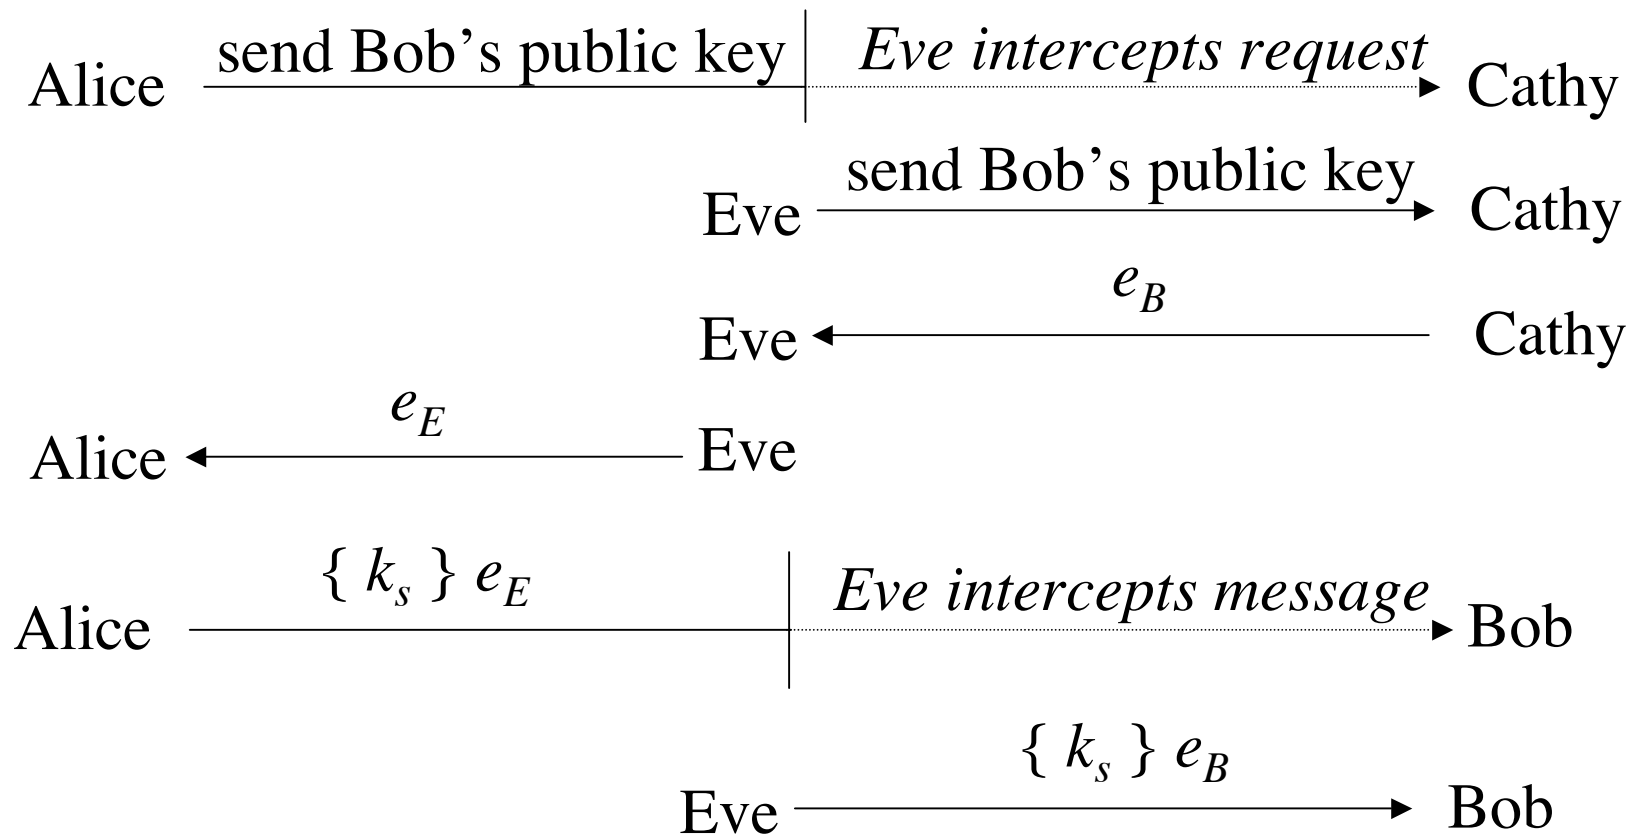 Alice send Bob’s public key Eve intercepts request Cathy
Eve send Bob’s public key Cathy
Eve e_B Cathy
Alice e_E Eve
Alice { k_s } e_E Eve intercepts message Bob
Eve { k_s } e_B Bob